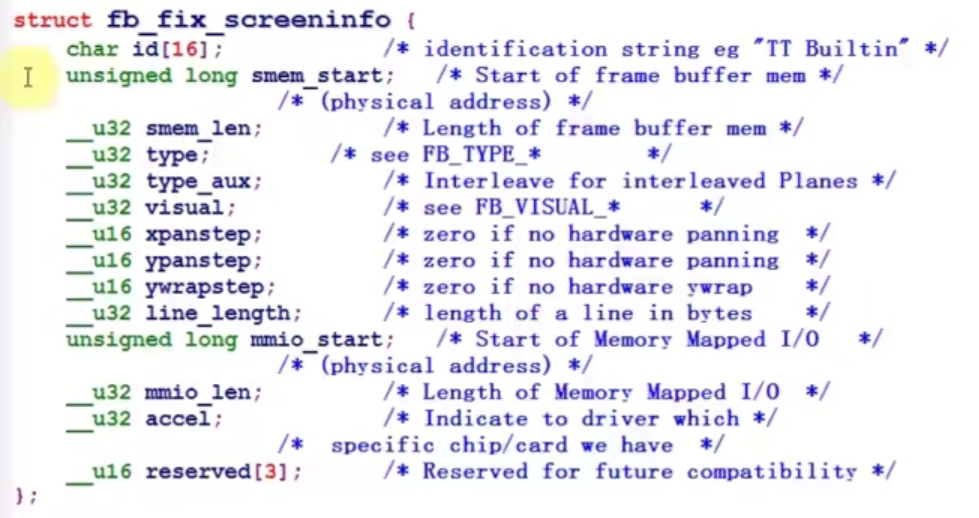 struct fb_fix_screeninfo {
char id[16]; /* identification string eg "TT Builtin" */
unsigned long smem_start; /* Start of frame buffer mem */
/* (physical address) */
__u32 smem_len; /* Length of frame buffer mem */
__u32 type; /* see FB_TYPE_* */
__u32 type_aux; /* Interleave for interleaved Planes */
__u32 visual; /* see FB_VISUAL_* */
__u16 xpanstep; /* zero if no hardware panning */
__u16 ypanstep; /* zero if no hardware panning */
__u16 ywrapstep; /* zero if no hardware ywrap */
__u32 line_length; /* length of a line in bytes */
unsigned long mmio_start; /* Start of Memory Mapped I/O */
/* (physical address) */
__u32 mmio_len; /* Length of Memory Mapped I/O */
__u32 accel; /* Indicate to driver which */
/* specific chip/card we have */
__u16 reserved[3]; /* Reserved for future compatibility */
};